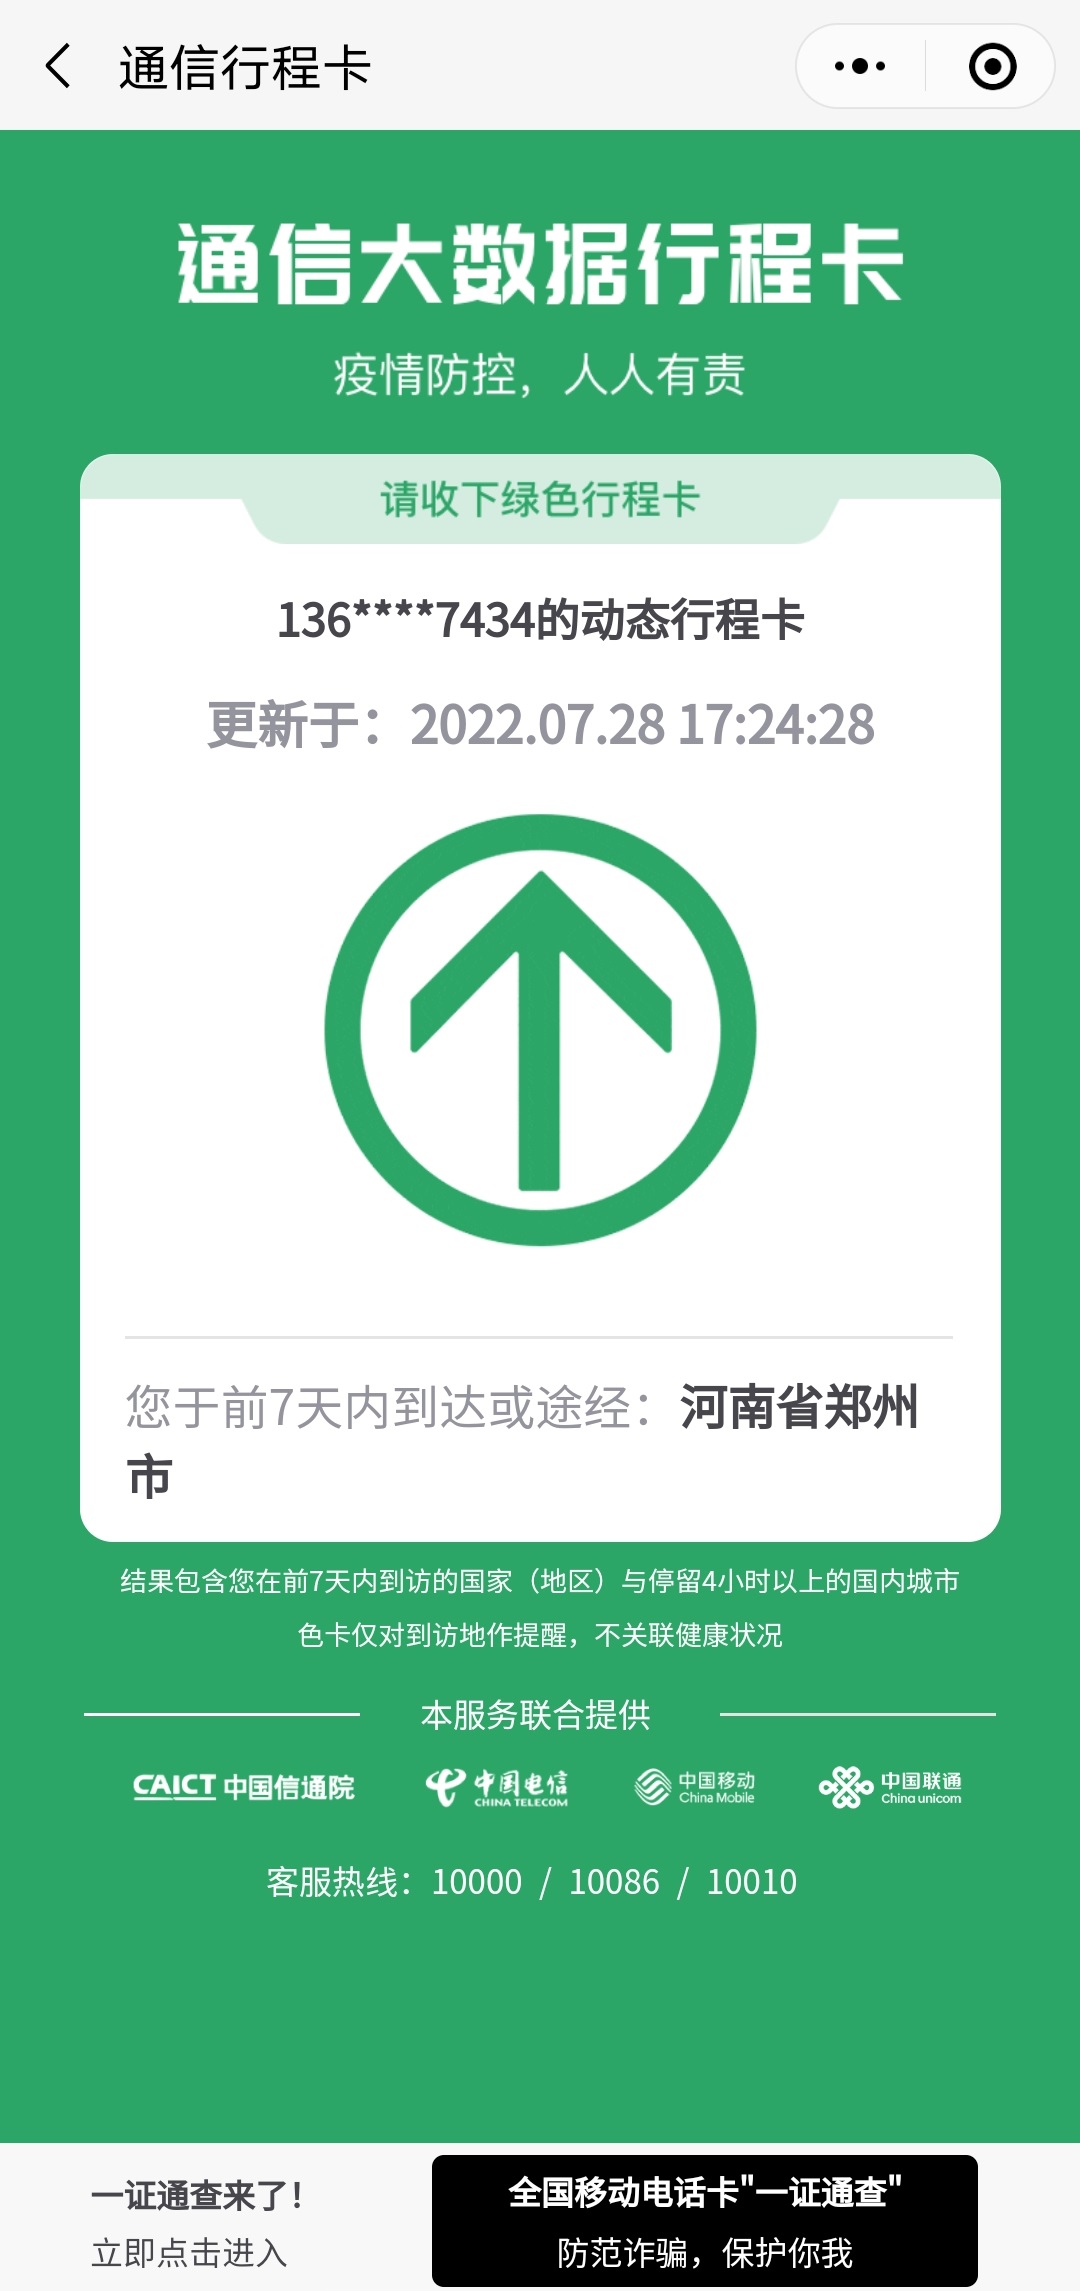 通信行程卡
通信大数据行程卡
疫情防控，人人有责
请收下绿色行程卡
136****7434的动态行程卡
更新于：2022.07.28 17:24:28
您于前7天内到达或途经：河南省郑州
市
结果包含您在前7天内到访的国家（地区）与停留4小时以上的国内城市
色卡仅对到访地作提醒，不关联健康状况
本服务联合提供
CAICT 中国信通院 中国电信 CHINA TELECOM 中国移动 China Mobile 中国联通 China unicom
客服热线：10000 / 10086 / 10010
一证通查来了！
立即点击进入
全国移动电话卡"一证通查"
防范诈骗，保护你我